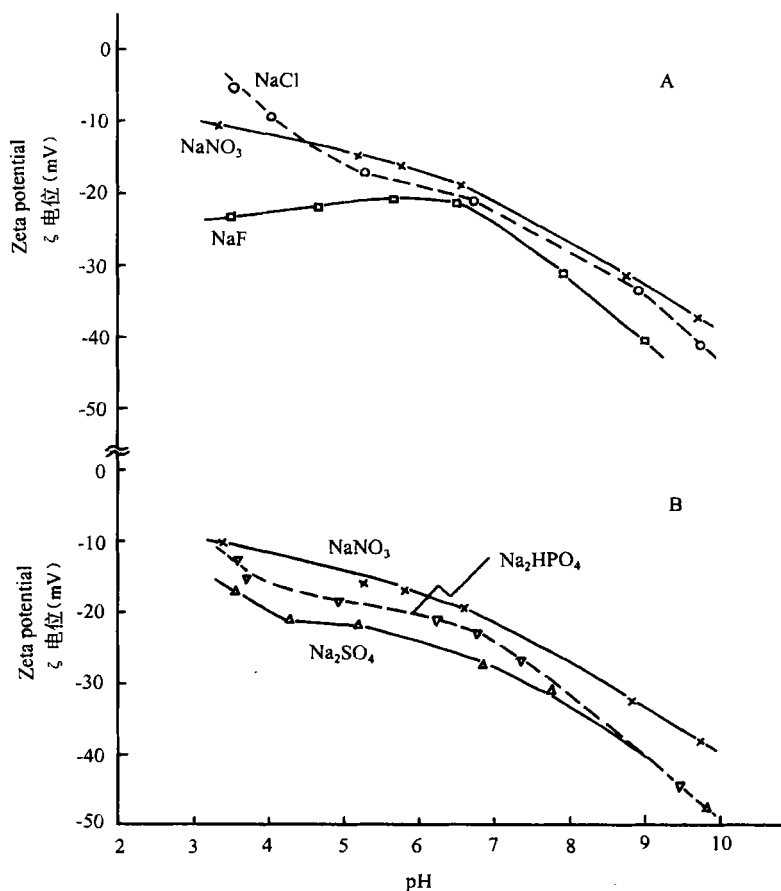 A
0
-10
-20
-30
-40
-50
Zeta potential
ζ 电位(mV)
NaCl
NaNO₃
NaF
B
0
-10
-20
-30
-40
-50
Zeta potential
ζ 电位(mV)
NaNO₃
Na₂HPO₄
Na₂SO₄
2 3 4 5 6 7 8 9 10
pH